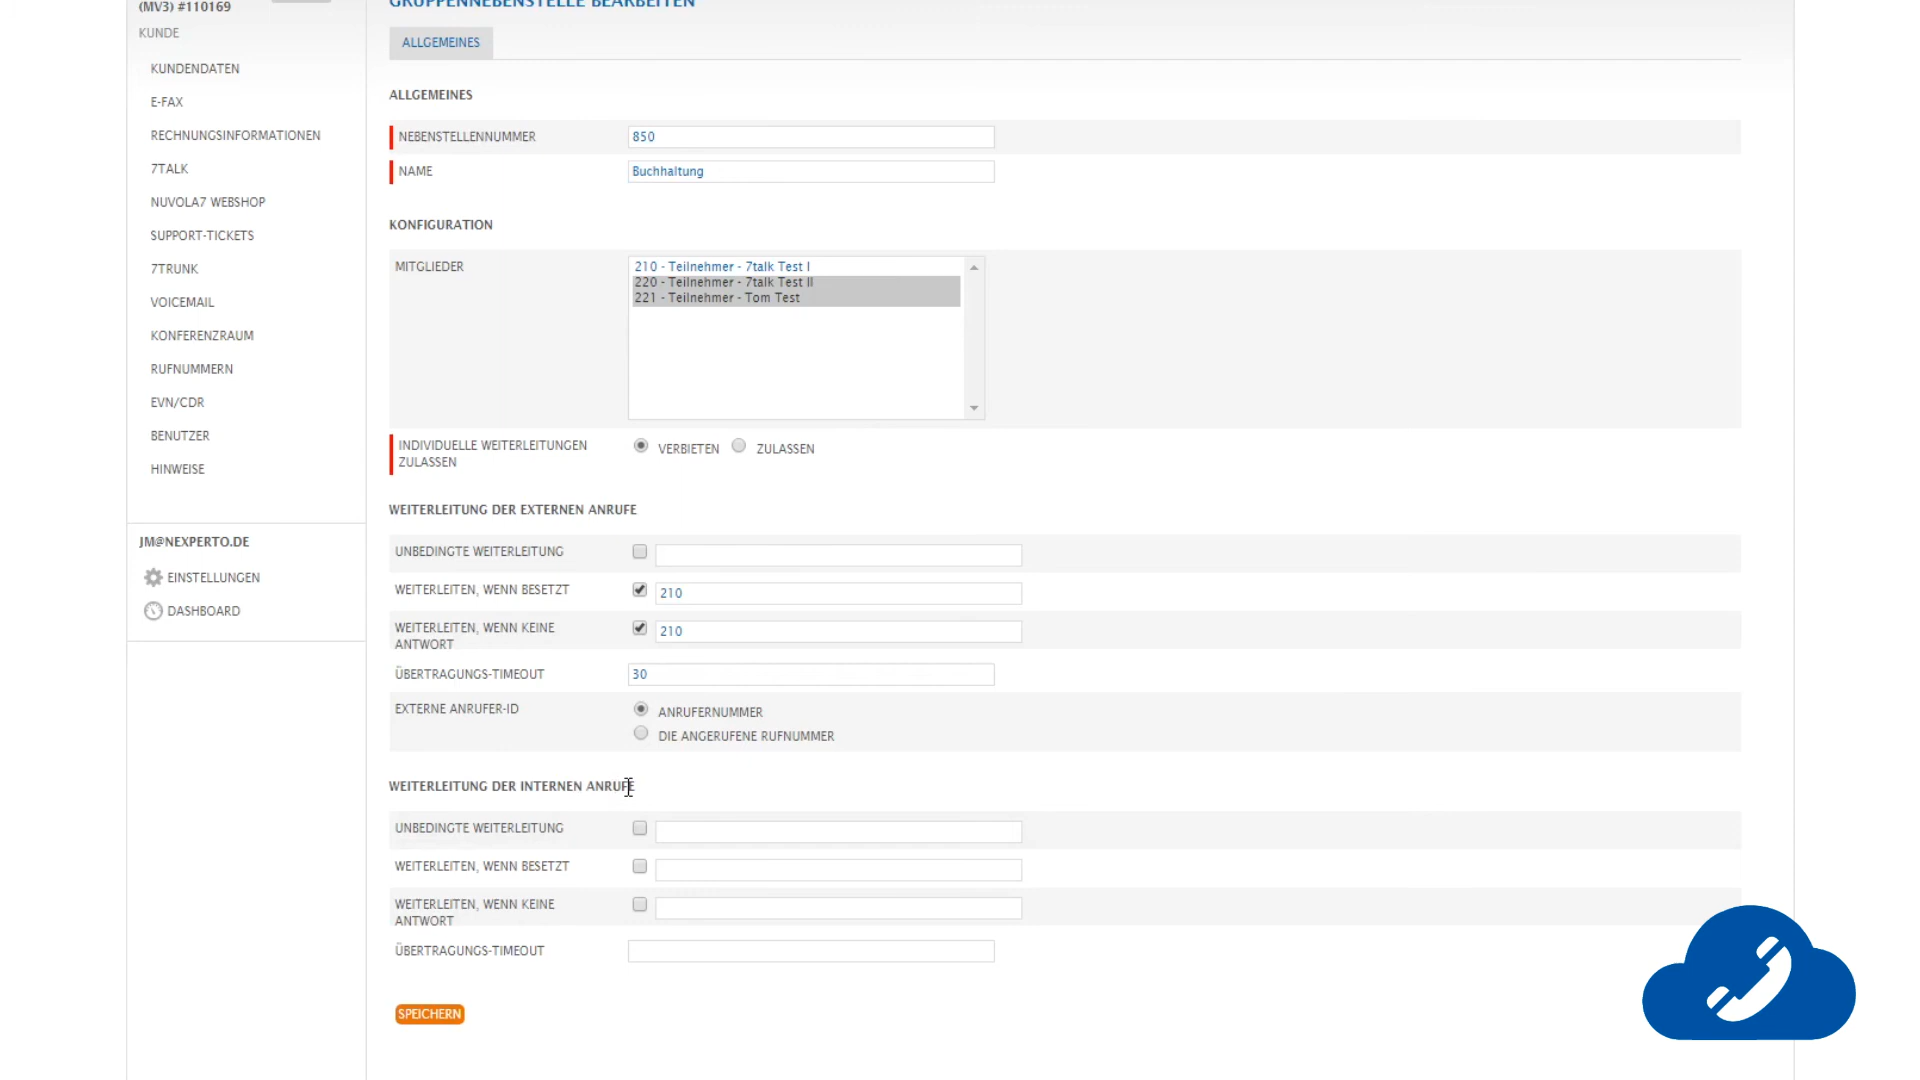 (MV3) #110169
KUNDE
KUNDENDATEN
E-FAX
RECHNUNGSINFORMATIONEN
7TALK
NUVOLA7 WEBSHOP
SUPPORT-TICKETS
7TRUNK
VOICEMAIL
KONFERENZRAUM
RUFNUMMERN
EVN/CDR
BENUTZER
HINWEISE
JM@NEXPERTO.DE
EINSTELLUNGEN
DASHBOARD
GRUPPENNEBENSTELLE BEARBEITEN
ALLGEMEINES
ALLGEMEINES
NEBENSTELLENNUMMER 850
NAME Buchhaltung
KONFIGURATION
MITGLIEDER 210 - Teilnehmer - 7talk Test I
220 - Teilnehmer - 7talk Test II
221 - Teilnehmer - Tom Test
INDIVIDUELLE WEITERLEITUNGEN
ZULASSEN
VERBIETEN ZULASSEN
WEITERLEITUNG DER EXTERNEN ANRUFE
UNBEDINGTE WEITERLEITUNG
WEITERLEITEN, WENN BESETZT 210
WEITERLEITEN, WENN KEINE
ANTWORT
210
ÜBERTRAGUNGS-TIMEOUT 30
EXTERNE ANRUFER-ID ANRUFERNUMMER
DIE ANGERUFENE RUFNUMMER
WEITERLEITUNG DER INTERNEN ANRUFE
UNBEDINGTE WEITERLEITUNG
WEITERLEITEN, WENN BESETZT
WEITERLEITEN, WENN KEINE
ANTWORT
ÜBERTRAGUNGS-TIMEOUT
SPEICHERN